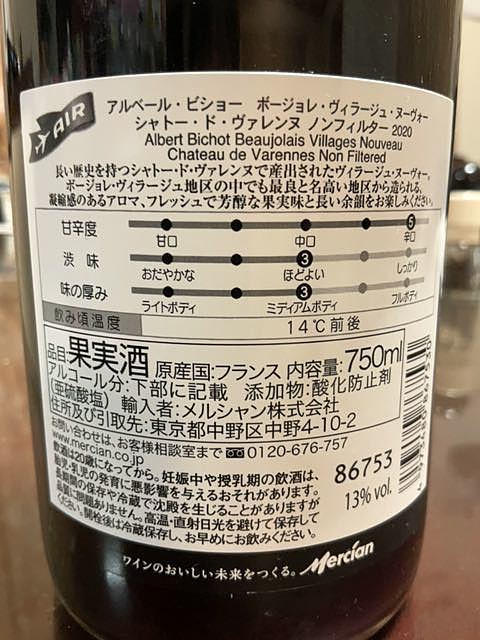 AIR
アルベール・ビショー ボージョレ・ヴィラージュ・ヌーヴォー
シャトー・ド・ヴァレンヌ ノンフィルター 2020
Albert Bichot Beaujolais Villages Nouveau
Chateau de Varennes Non Filtered
長い歴史を持つシャトー・ド・ヴァレンヌで産出されたヴィラージュ・ヌーヴォー。
ボージョレ・ヴィラージュ地区の中でも最良と名高い地区から造られる、
凝縮感のあるアロマ、フレッシュで芳醇な果実味と長い余韻をお楽しみください。
甘辛度 5
甘口 中口 辛口
渋味 3
おだやかな ほどよい しっかり
味の厚み 3
ライトボディ ミディアムボディ フルボディ
飲み頃温度 14℃前後
品目:果実酒 原産国:フランス 内容量:750ml
アルコール分:下部に記載 添加物:酸化防止剤
(亜硫酸塩) 輸入者:メルシャン株式会社
住所及び引取先:東京都中野区中野4-10-2
お問い合わせは、お客様相談室まで 0120-676-757
www.mercian.co.jp
飲酒は20歳になってから。妊娠中や授乳期の飲酒は、
胎児・乳児の発育に悪影響を与えるおそれがあります。
長期間の保存や冷蔵で沈殿を生じることがありますが
品質に問題ありません。高温・直射日光を避けて保存して
ください。開栓後は冷蔵保存し、お早めにお飲みください。
86753
13% vol.
ワインのおいしい未来をつくる。 Mercian